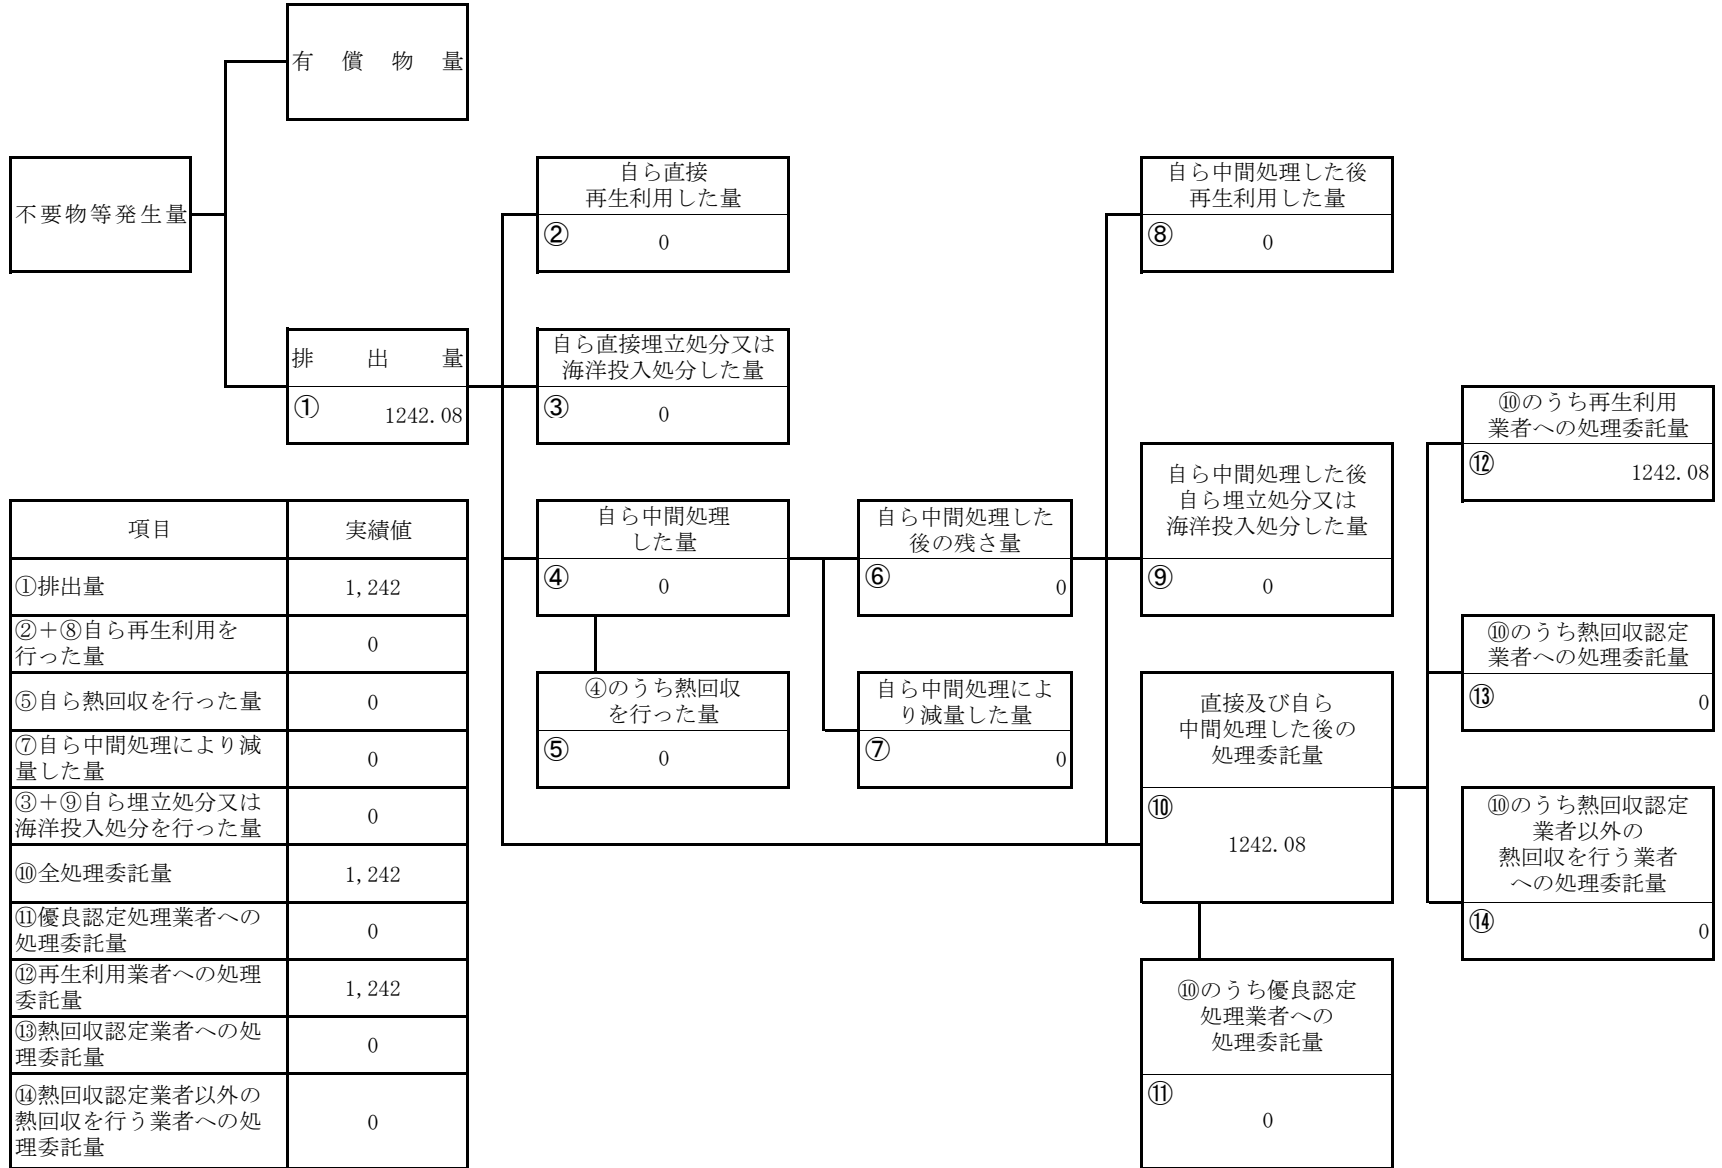 有償物量
不要物等発生量
自ら直接
再生利用した量
② 0
自ら中間処理した後
再生利用した量
⑧ 0
排出量
① 1242.08
自ら直接埋立処分又は
海洋投入処分した量
③ 0
⑩のうち再生利用
業者への処理委託量
⑫ 1242.08
自ら中間処理
した量
④ 0
自ら中間処理した
後の残さ量
⑥ 0
自ら中間処理した後
自ら埋立処分又は
海洋投入処分した量
⑨ 0
⑩のうち熱回収認定
業者への処理委託量
⑬ 0
④のうち熱回収
を行った量
⑤ 0
自ら中間処理によ
り減量した量
⑦ 0
直接及び自ら
中間処理した後の
処理委託量
⑩
1242.08
⑩のうち熱回収認定
業者以外の
熱回収を行う業者
への処理委託量
⑭ 0
⑩のうち優良認定
処理業者への
処理委託量
⑪
0
項目 実績値
①排出量 1,242
②＋⑧自ら再生利用を
行った量 0
⑤自ら熱回収を行った量 0
⑦自ら中間処理により減
量した量 0
③＋⑨自ら埋立処分又は
海洋投入処分を行った量 0
⑩全処理委託量 1,242
⑪優良認定処理業者への
処理委託量 0
⑫再生利用業者への処理
委託量 1,242
⑬熱回収認定業者への処
理委託量 0
⑭熱回収認定業者以外の
熱回収を行う業者への処
理委託量 0